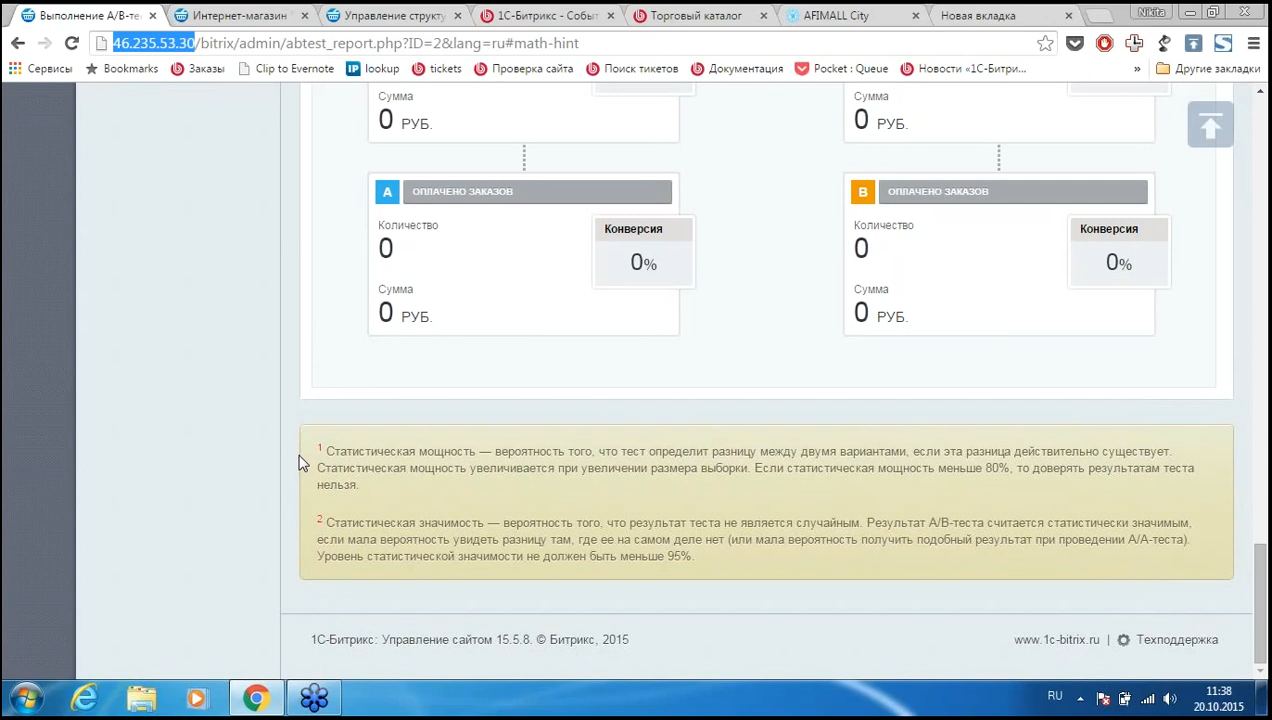 Выполнение A/B-те
Интернет-магазин "
Управление структу
1С-Битрикс - Событ
Торговый каталог
AFIMALL City
Новая вкладка
Nikita
46.235.53.30/bitrix/admin/abtest_report.php?ID=2&lang=ru#math-hint
Сервисы
Bookmarks
Заказы
Clip to Evernote
IP lookup
tickets
Проверка сайта
Поиск тикетов
Документация
Pocket : Queue
Новости «1С-Битри...
»
Другие закладки
Сумма
0 РУБ.
Сумма
0 РУБ.
A ОПЛАЧЕНО ЗАКАЗОВ
Количество
0
Конверсия
0%
Сумма
0 РУБ.
B ОПЛАЧЕНО ЗАКАЗОВ
Количество
0
Конверсия
0%
Сумма
0 РУБ.
1 Статистическая мощность — вероятность того, что тест определит разницу между двумя вариантами, если эта разница действительно существует.
Статистическая мощность увеличивается при увеличении размера выборки. Если статистическая мощность меньше 80%, то доверять результатам теста
нельзя.
2 Статистическая значимость — вероятность того, что результат теста не является случайным. Результат A/B-теста считается статистически значимым,
если мала вероятность увидеть разницу там, где ее на самом деле нет (или мала вероятность получить подобный результат при проведении A/A-теста).
Уровень статистической значимости не должен быть меньше 95%.
1С-Битрикс: Управление сайтом 15.5.8. © Битрикс, 2015
www.1c-bitrix.ru | Техподдержка
RU
11:38
20.10.2015